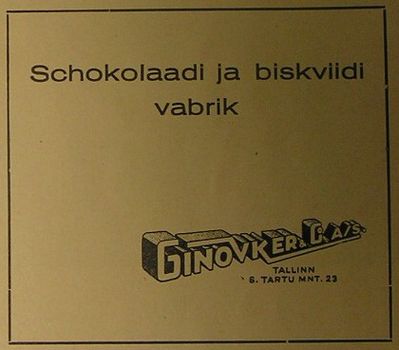 Schokolaadi ja biskviidi
vabrik
GINOVKER & Co. A/S.
TALLINN
S. TARTU MNT. 23